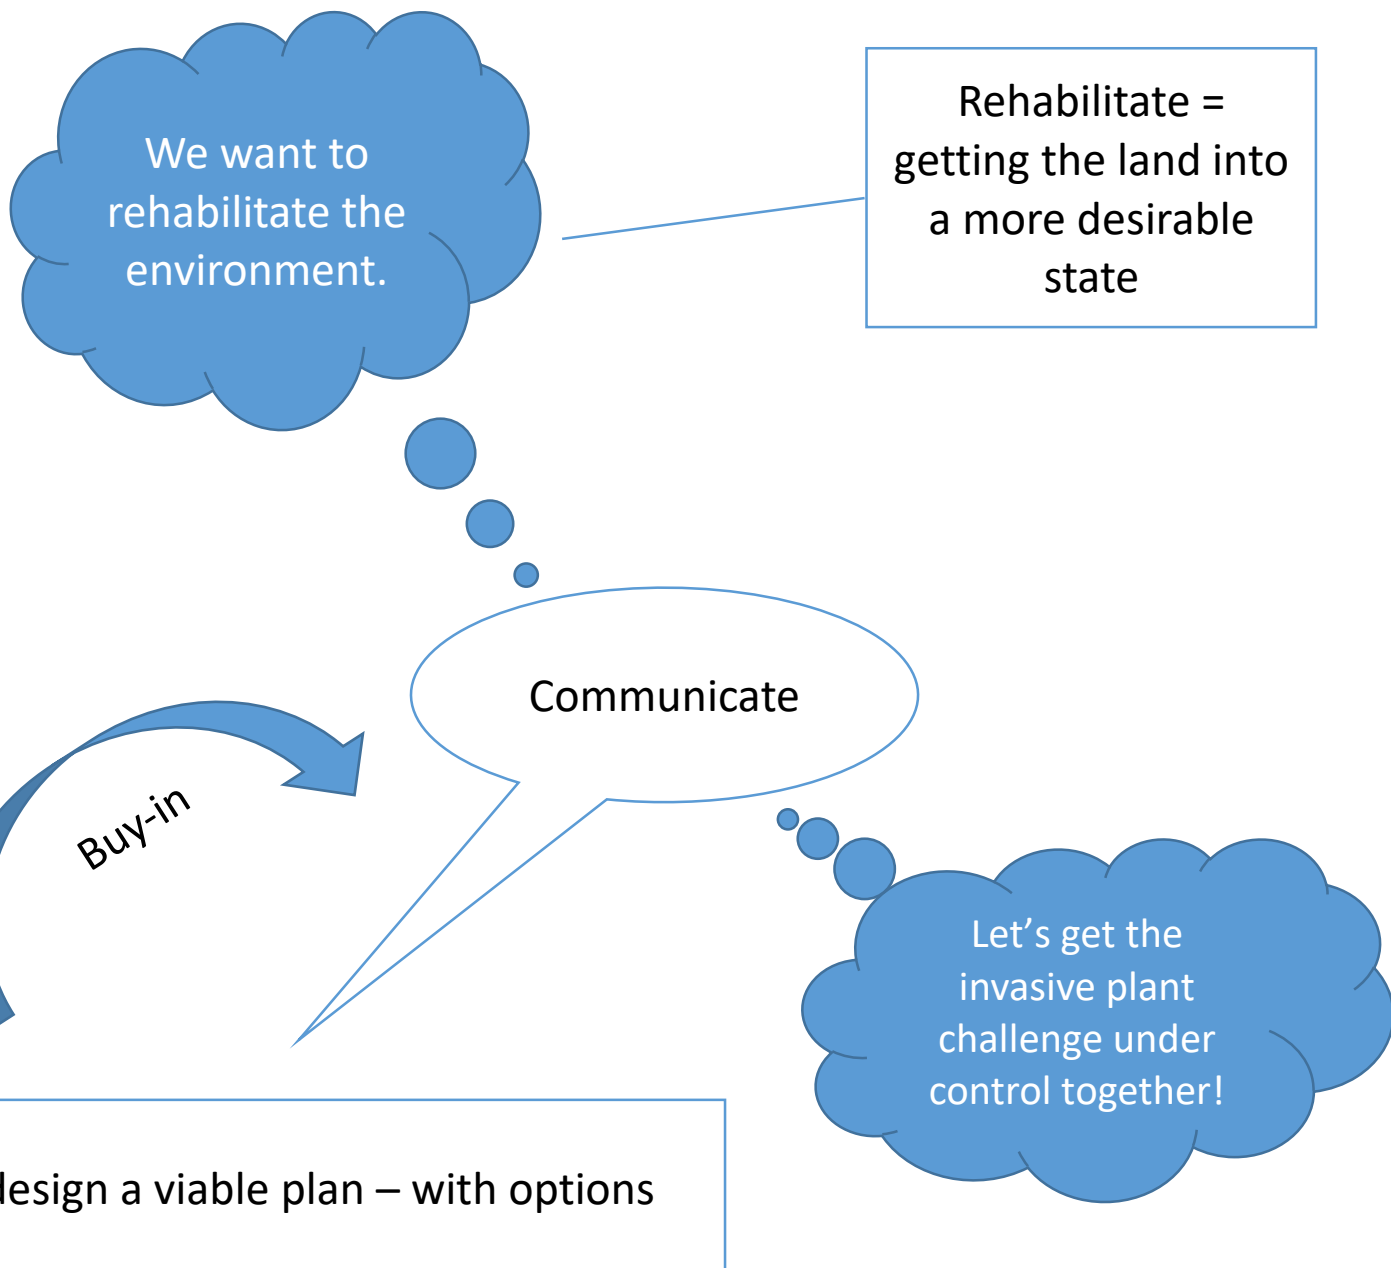 We want to
rehabilitate the
environment.
Rehabilitate =
getting the land into
a more desirable
state
Communicate
Buy-in
Let’s get the
invasive plant
challenge under
control together!
design a viable plan – with options